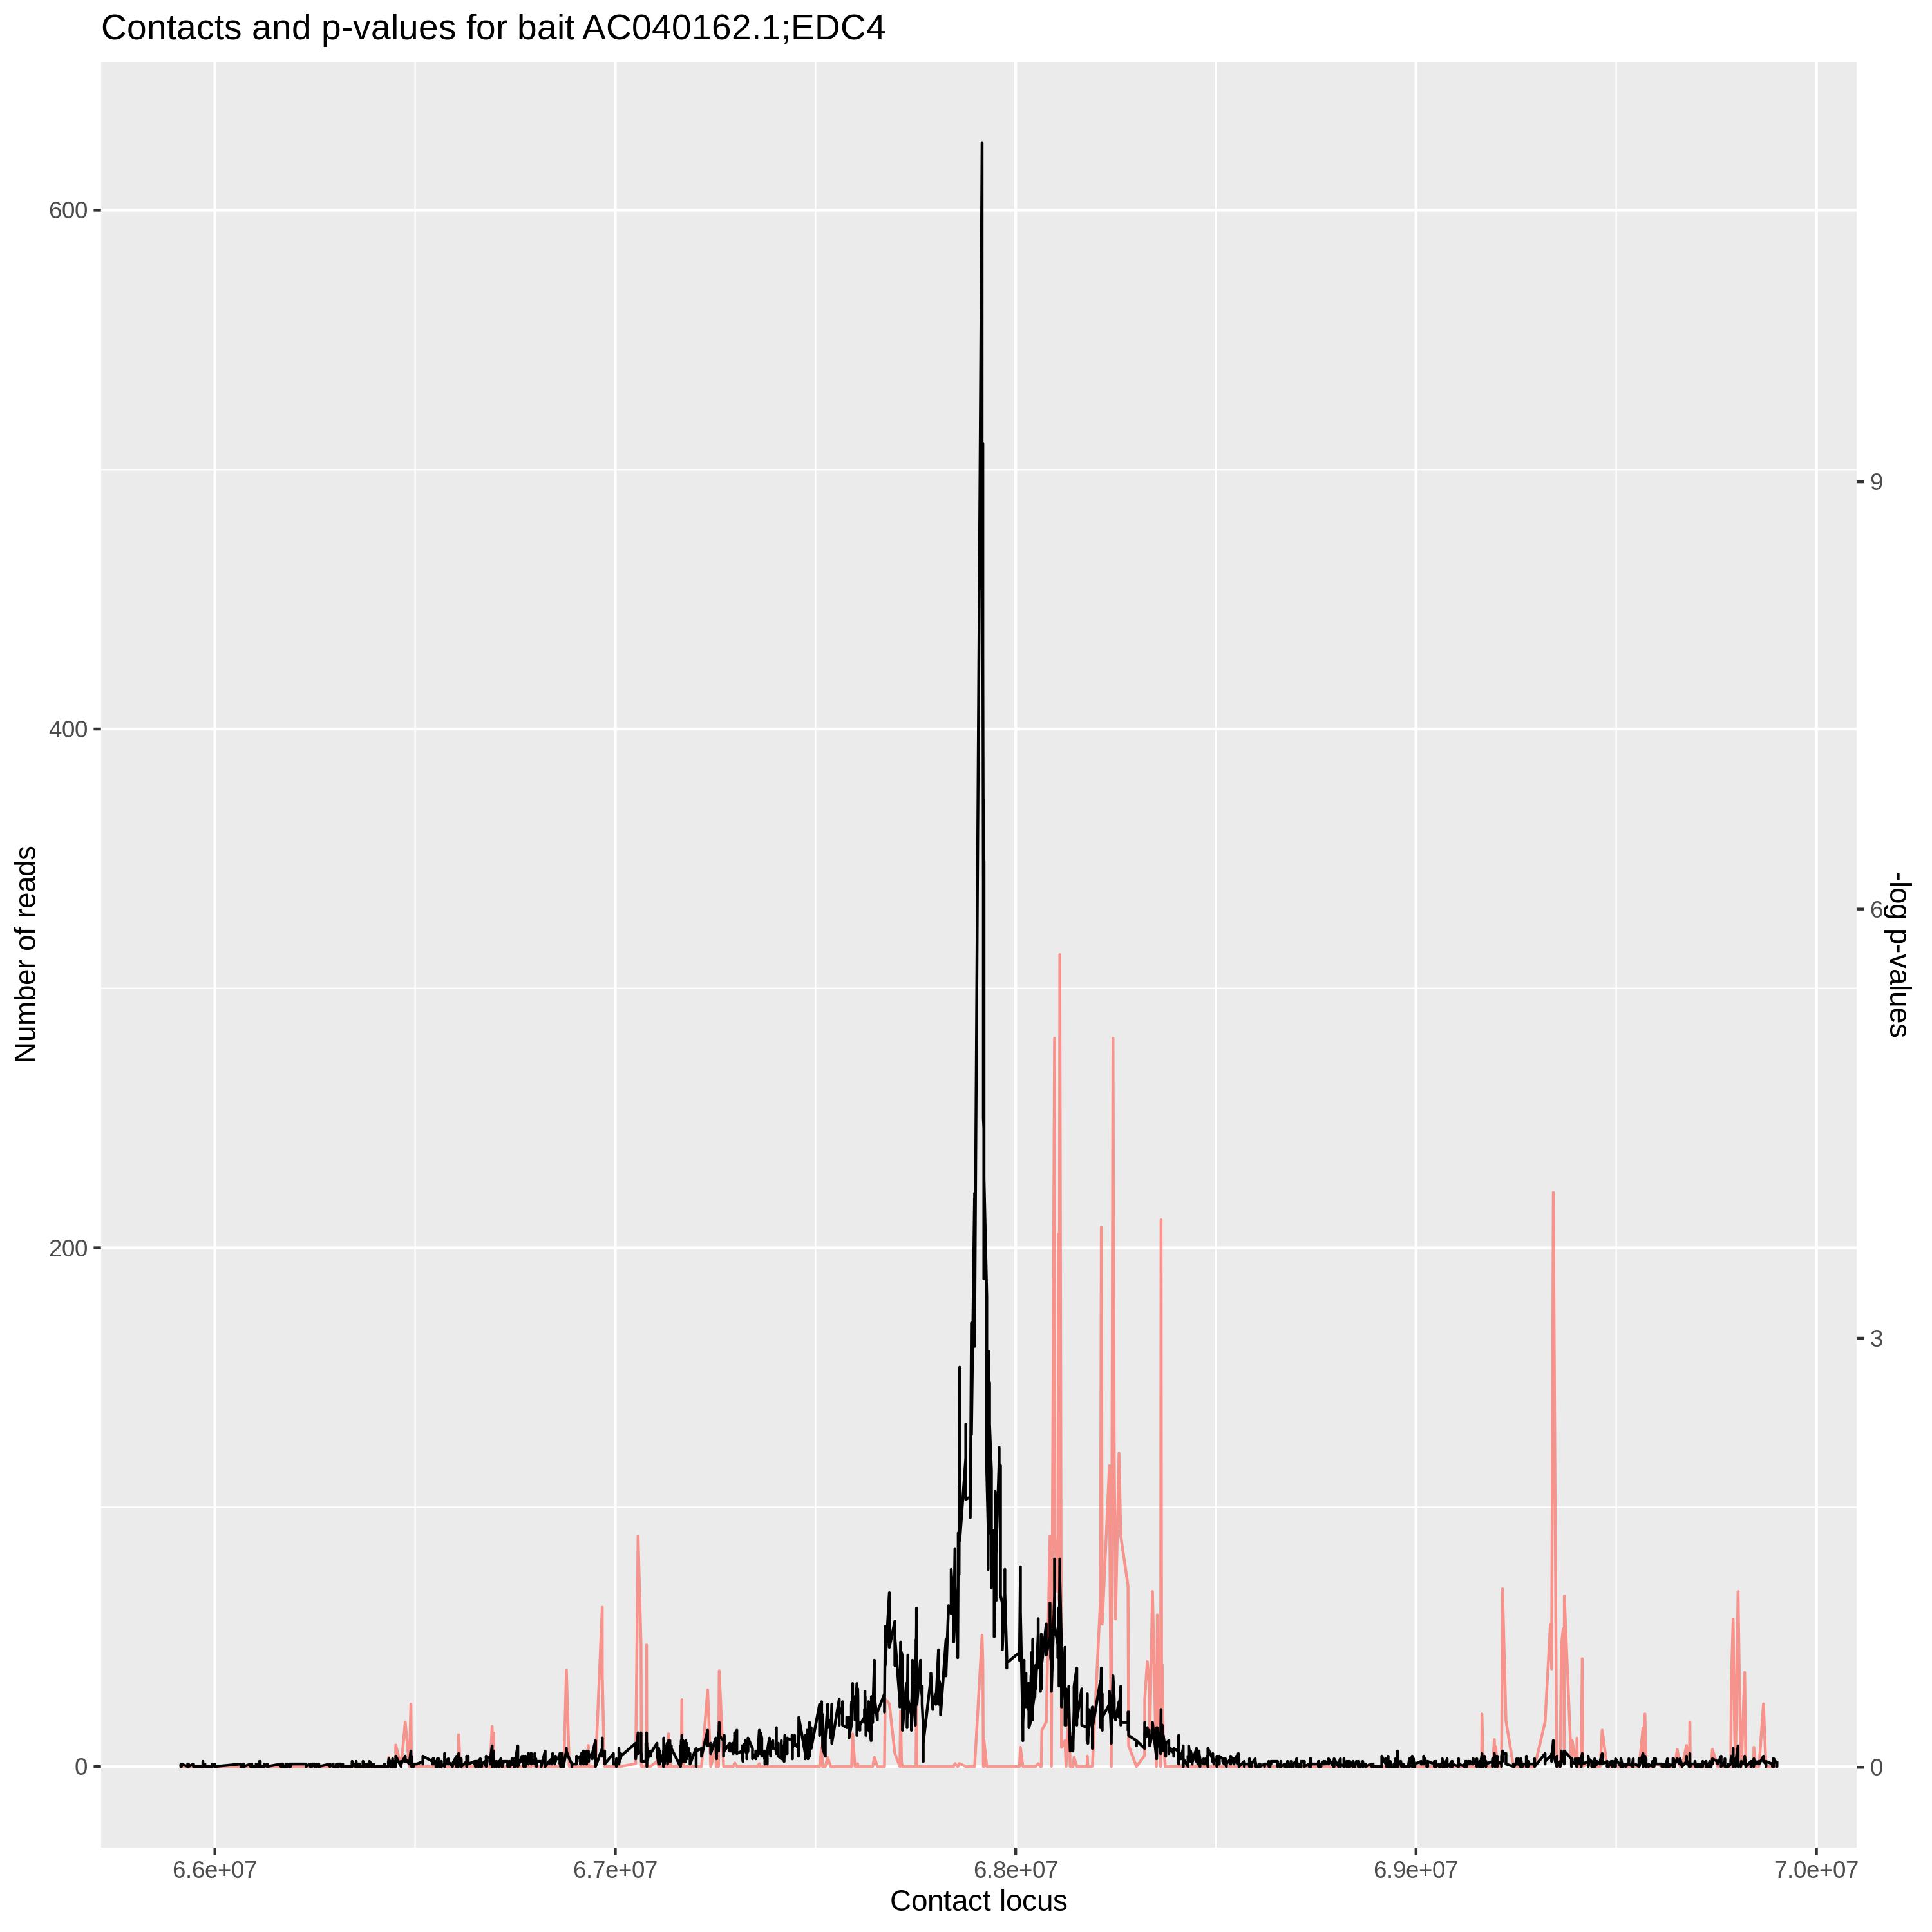 Contacts and p-values for bait AC040162.1;EDC4
600
400
200
0
Number of reads
9
6
3
0
-log p-values
6.6e+07
6.7e+07
6.8e+07
6.9e+07
7.0e+07
Contact locus